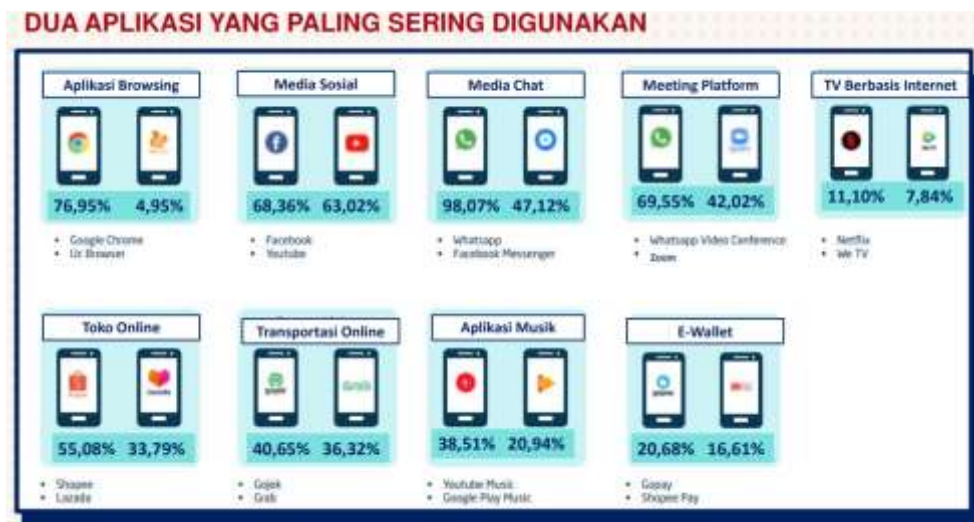 DUA APLIKASI YANG PALING SERING DIGUNAKAN
Aplikasi Browsing
76,95% 4,95%
• Google Chrome
• Uc Browser
Media Sosial
68,36% 63,02%
• Facebook
• Youtube
Media Chat
98,07% 47,12%
• Whatsapp
• Facebook Messenger
Meeting Platform
69,55% 42,02%
• Whatsapp Video Conference
• Zoom
TV Berbasis Internet
11,10% 7,84%
• Netflix
• We TV
Toko Online
55,08% 33,79%
• Shopee
• Lazada
Transportasi Online
40,65% 36,32%
• Gojek
• Grab
Aplikasi Musik
38,51% 20,94%
• Youtube Music
• Google Play Music
E-Wallet
20,68% 16,61%
• Gopay
• Shopee Pay